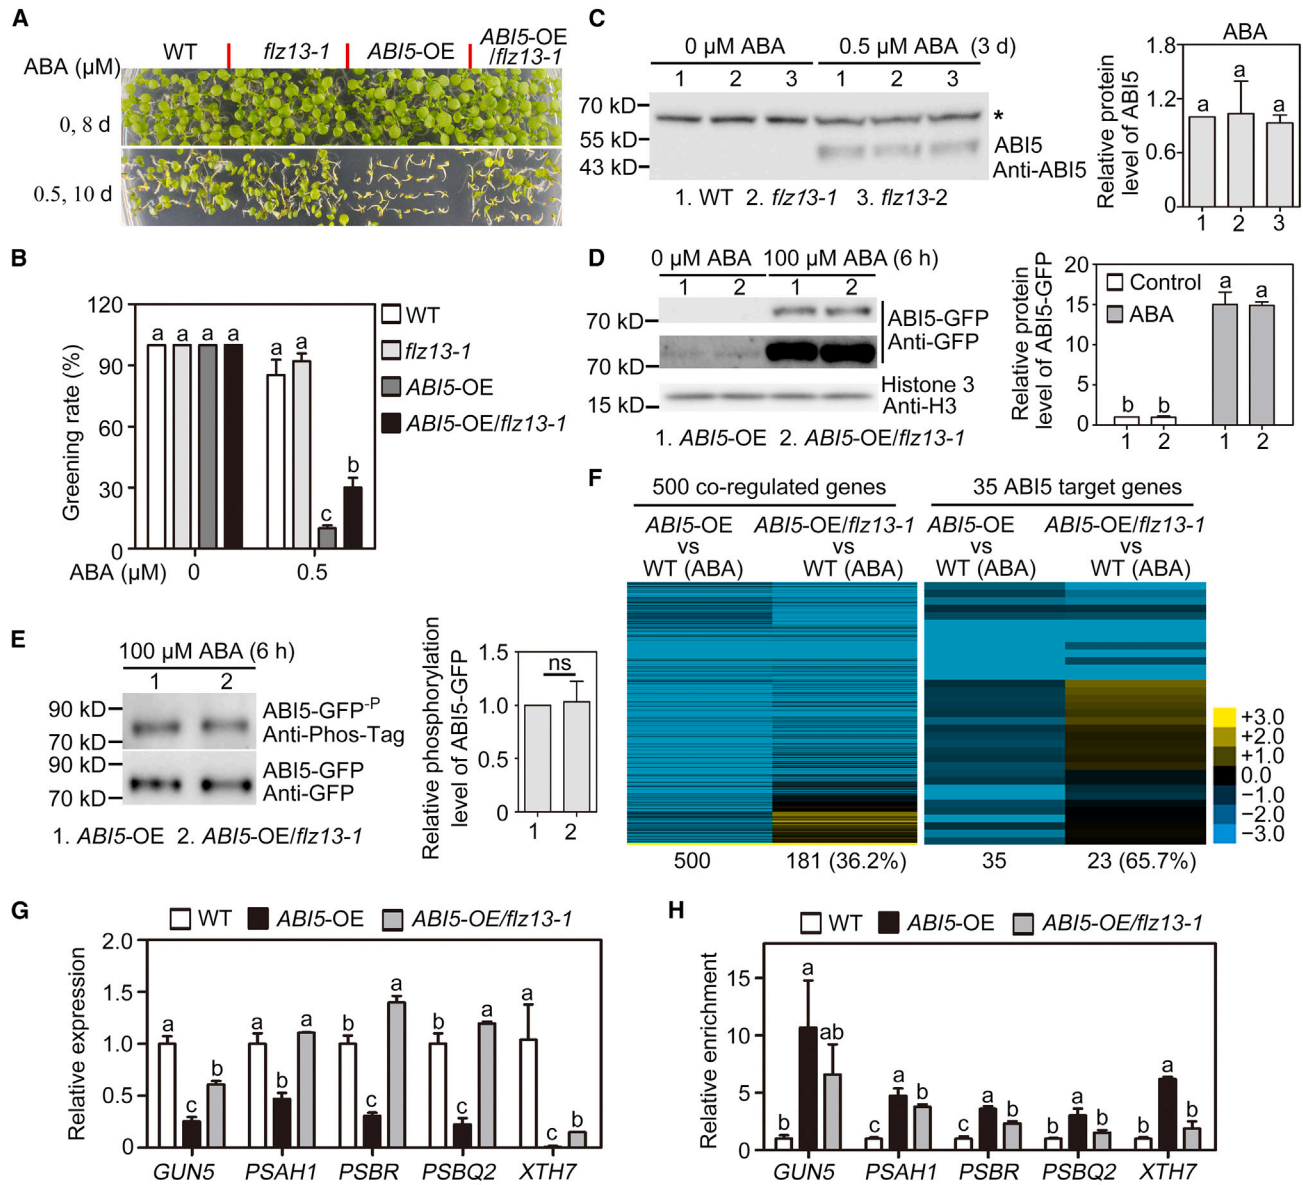 A
WT
flz13-1
ABI5-OE
ABI5-OE
/flz13-1
ABA (μM)
0, 8 d
0.5, 10 d
B
Greening rate (%)
120
90
60
30
0
a a a a
a a c b
ABA (μM) 0 0.5
WT
flz13-1
ABI5-OE
ABI5-OE/flz13-1
C
0 μM ABA 0.5 μM ABA (3 d)
1 2 3 1 2 3
70 kD
55 kD
43 kD
*
ABI5
Anti-ABI5
1. WT 2. flz13-1 3. flz13-2
ABA
Relative protein
level of ABI5
1.8
1.2
0.6
0
a a a
1 2 3
D
0 μM ABA 100 μM ABA (6 h)
1 2 1 2
70 kD
70 kD
15 kD
ABI5-GFP
Anti-GFP
Histone 3
Anti-H3
1. ABI5-OE 2. ABI5-OE/flz13-1
Relative protein
level of ABI5-GFP
20
15
10
5
0
Control
ABA
b b a a
1 2 1 2
E
100 μM ABA (6 h)
1 2
90 kD
70 kD
90 kD
70 kD
ABI5-GFP-P
Anti-Phos-Tag
ABI5-GFP
Anti-GFP
1. ABI5-OE 2. ABI5-OE/flz13-1
Relative phosphorylation
level of ABI5-GFP
1.5
1.0
0.5
0
ns
1 2
F
500 co-regulated genes 35 ABI5 target genes
ABI5-OE ABI5-OE/flz13-1 ABI5-OE ABI5-OE/flz13-1
vs vs vs vs
WT (ABA) WT (ABA) WT (ABA) WT (ABA)
500 181 (36.2%) 35 23 (65.7%)
+3.0
+2.0
+1.0
0.0
−1.0
−2.0
−3.0
G
WT ABI5-OE ABI5-OE/flz13-1
Relative expression
2.0
1.5
1.0
0.5
0
a c b a b a b c a b c a a c b
GUN5 PSAH1 PSBR PSBQ2 XTH7
H
WT ABI5-OE ABI5-OE/flz13-1
Relative enrichment
15
10
5
0
b a ab c a b c a b b a b b a b
GUN5 PSAH1 PSBR PSBQ2 XTH7